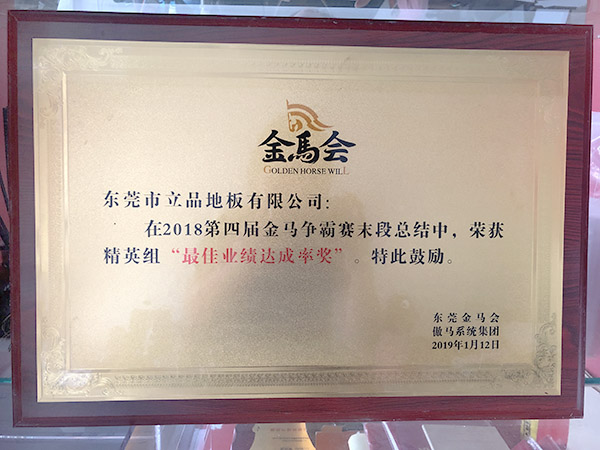 金馬会
GOLDEN HORSE WILL
东莞市立品地板有限公司：
在2018第四届金马争霸赛末段总结中，荣获
精英组“最佳业绩达成率奖”。特此鼓励。
东莞金马会
傲马系统集团
2019年1月12日